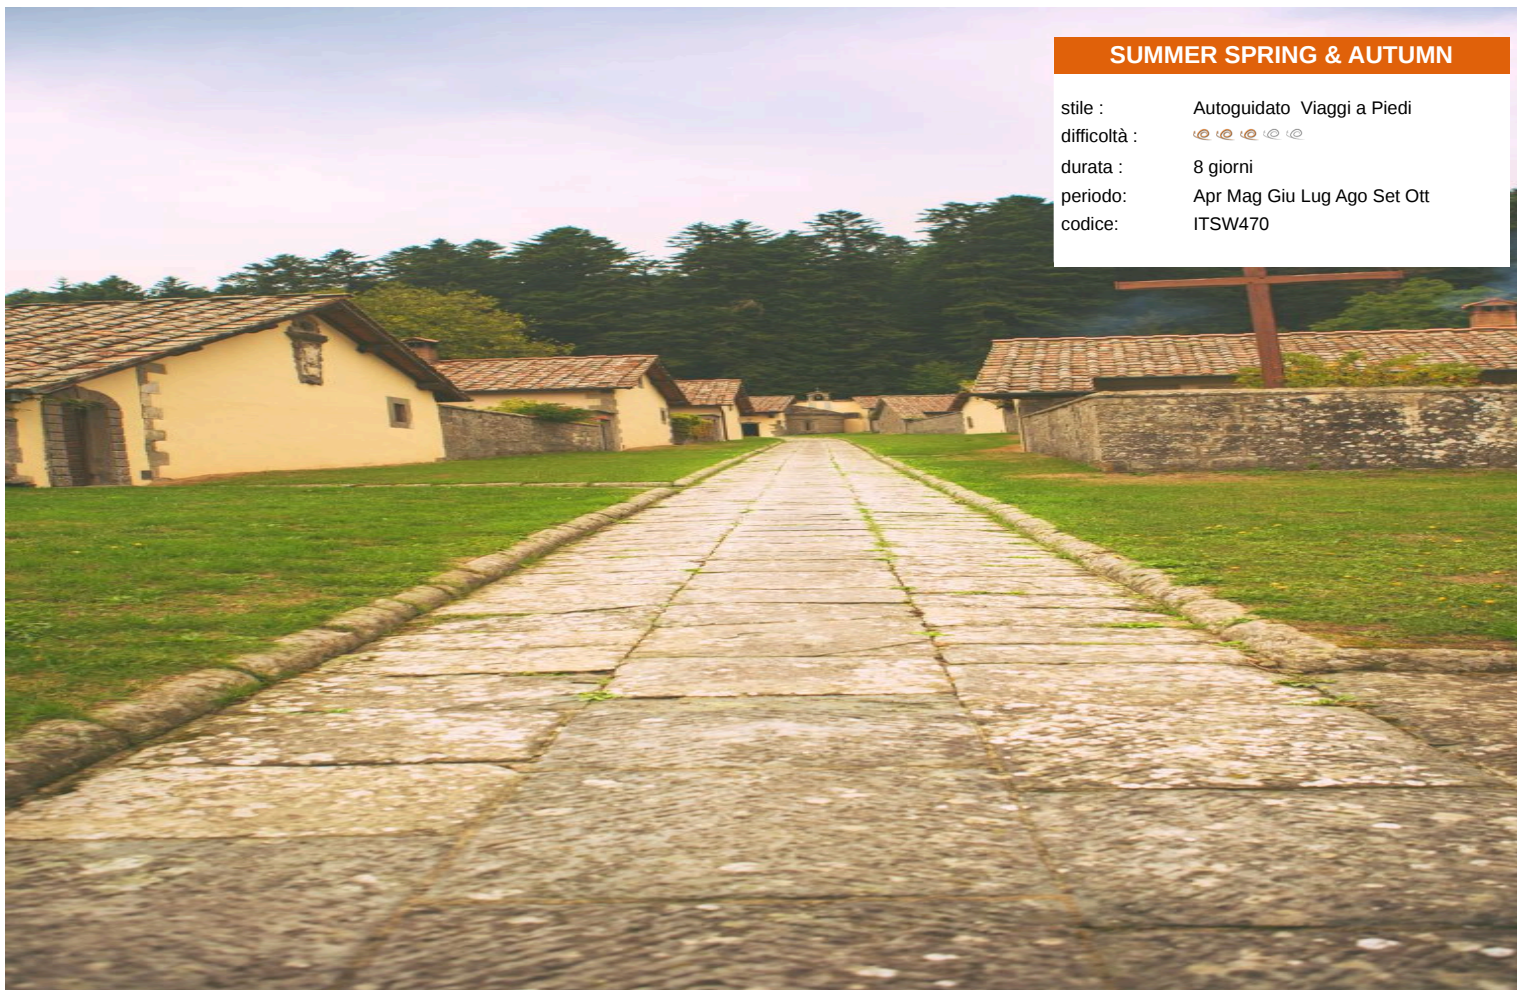 SUMMER SPRING & AUTUMN
stile : Autoguidato Viaggi a Piedi
difficoltà :
durata : 8 giorni
periodo: Apr Mag Giu Lug Ago Set Ott
codice: ITSW470